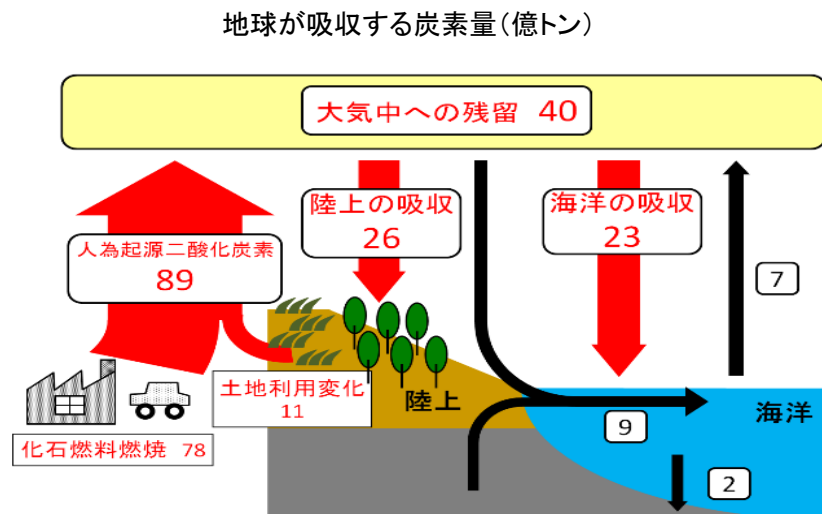 地球が吸収する炭素量(億トン)
大気中への残留 40
人為起源二酸化炭素
89
陸上の吸収
26
海洋の吸収
23
7
土地利用変化
11
陸上
海洋
9
化石燃料燃焼 78
2